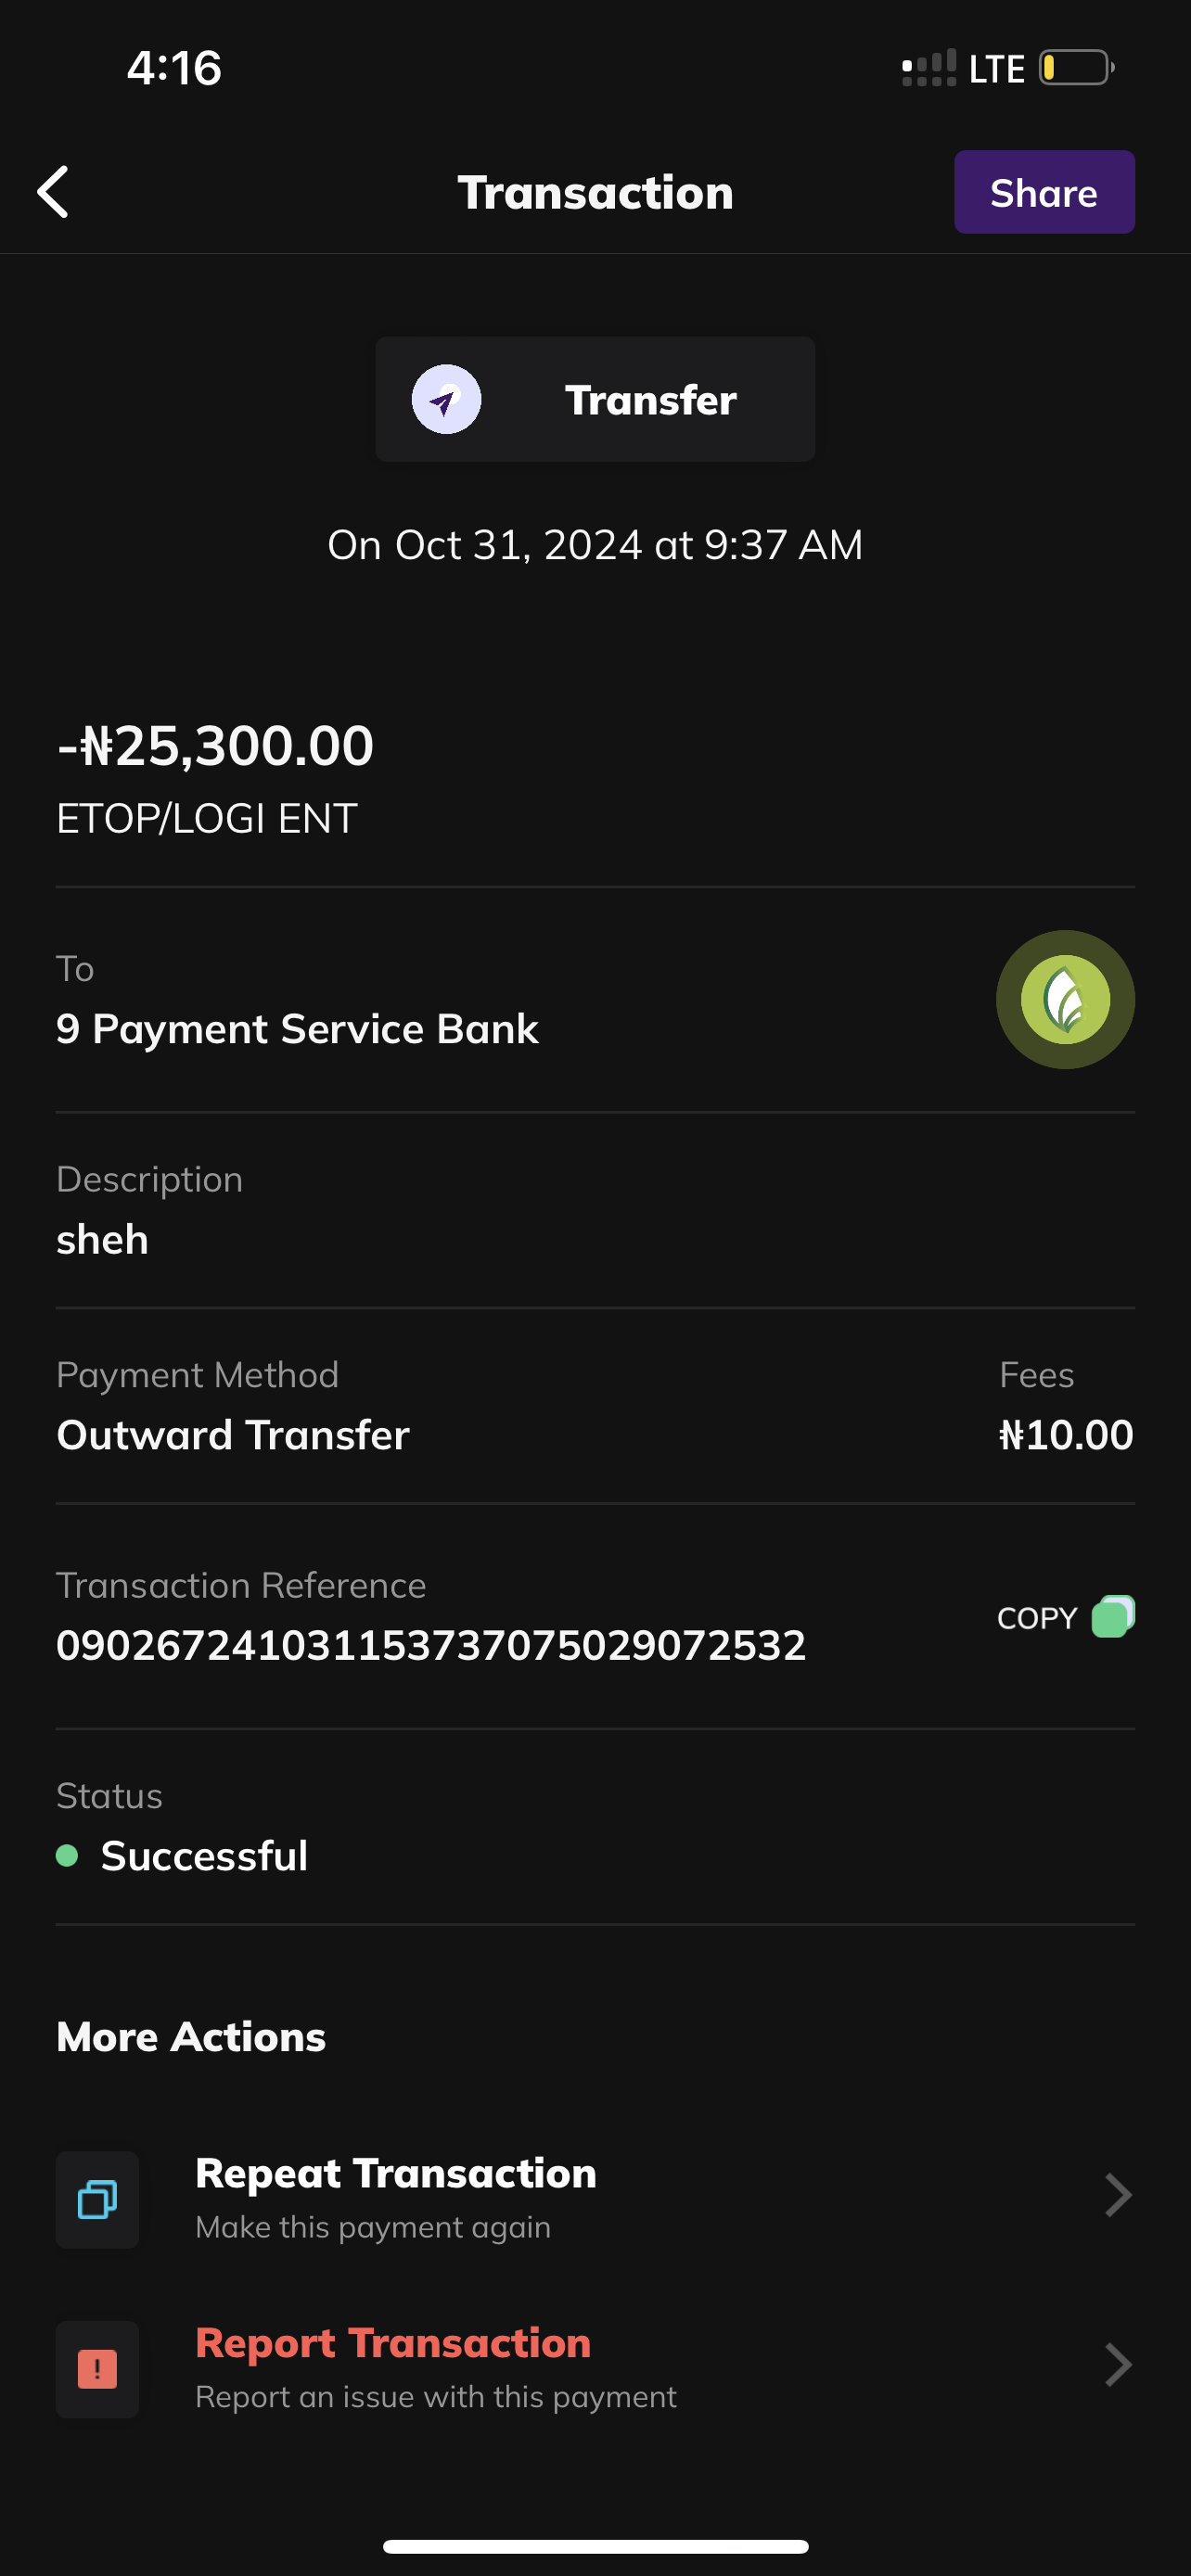 4:16 LTE
Transaction Share
Transfer
On Oct 31, 2024 at 9:37 AM
-₦25,300.00
ETOP/LOGI ENT
To
9 Payment Service Bank
Description
sheh
Payment Method Fees
Outward Transfer ₦10.00
Transaction Reference
090267241031153737075029072532 COPY
Status
Successful
More Actions
Repeat Transaction
Make this payment again
Report Transaction
Report an issue with this payment